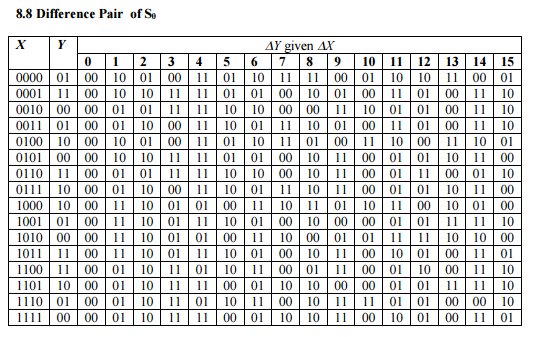 8.8 Difference Pair of S₀
X Y ΔY given ΔX
0 1 2 3 4 5 6 7 8 9 10 11 12 13 14 15
0000 01 00 10 01 00 11 01 10 11 11 00 01 10 10 11 00 01
0001 11 00 10 10 11 11 01 01 00 10 01 00 11 01 00 11 10
0010 00 00 01 01 11 11 10 10 00 00 11 10 01 01 00 11 10
0011 01 00 01 10 00 11 10 01 11 10 01 00 11 01 00 11 10
0100 10 00 10 01 00 11 01 10 11 01 00 11 10 00 11 10 01
0101 00 00 10 10 11 11 01 01 00 10 11 00 01 01 10 11 00
0110 11 00 01 01 11 11 10 10 00 10 11 00 01 11 00 01 10
0111 10 00 01 10 00 11 10 01 11 10 11 00 01 01 10 11 00
1000 10 00 11 10 01 01 00 11 10 11 01 10 11 00 10 01 00
1001 01 00 11 10 01 11 10 01 00 10 00 00 01 01 11 11 10
1010 00 00 11 10 01 01 00 11 10 00 01 01 11 11 10 10 00
1011 11 00 11 10 01 11 10 01 00 10 11 00 10 01 00 11 01
1100 11 00 01 10 11 01 10 11 00 01 11 00 01 10 00 11 10
1101 10 00 01 10 11 11 00 01 10 10 00 00 01 01 11 11 10
1110 01 00 01 10 11 01 10 11 00 10 11 11 01 01 00 00 10
1111 00 00 01 10 11 11 00 01 10 10 11 00 10 01 00 11 01